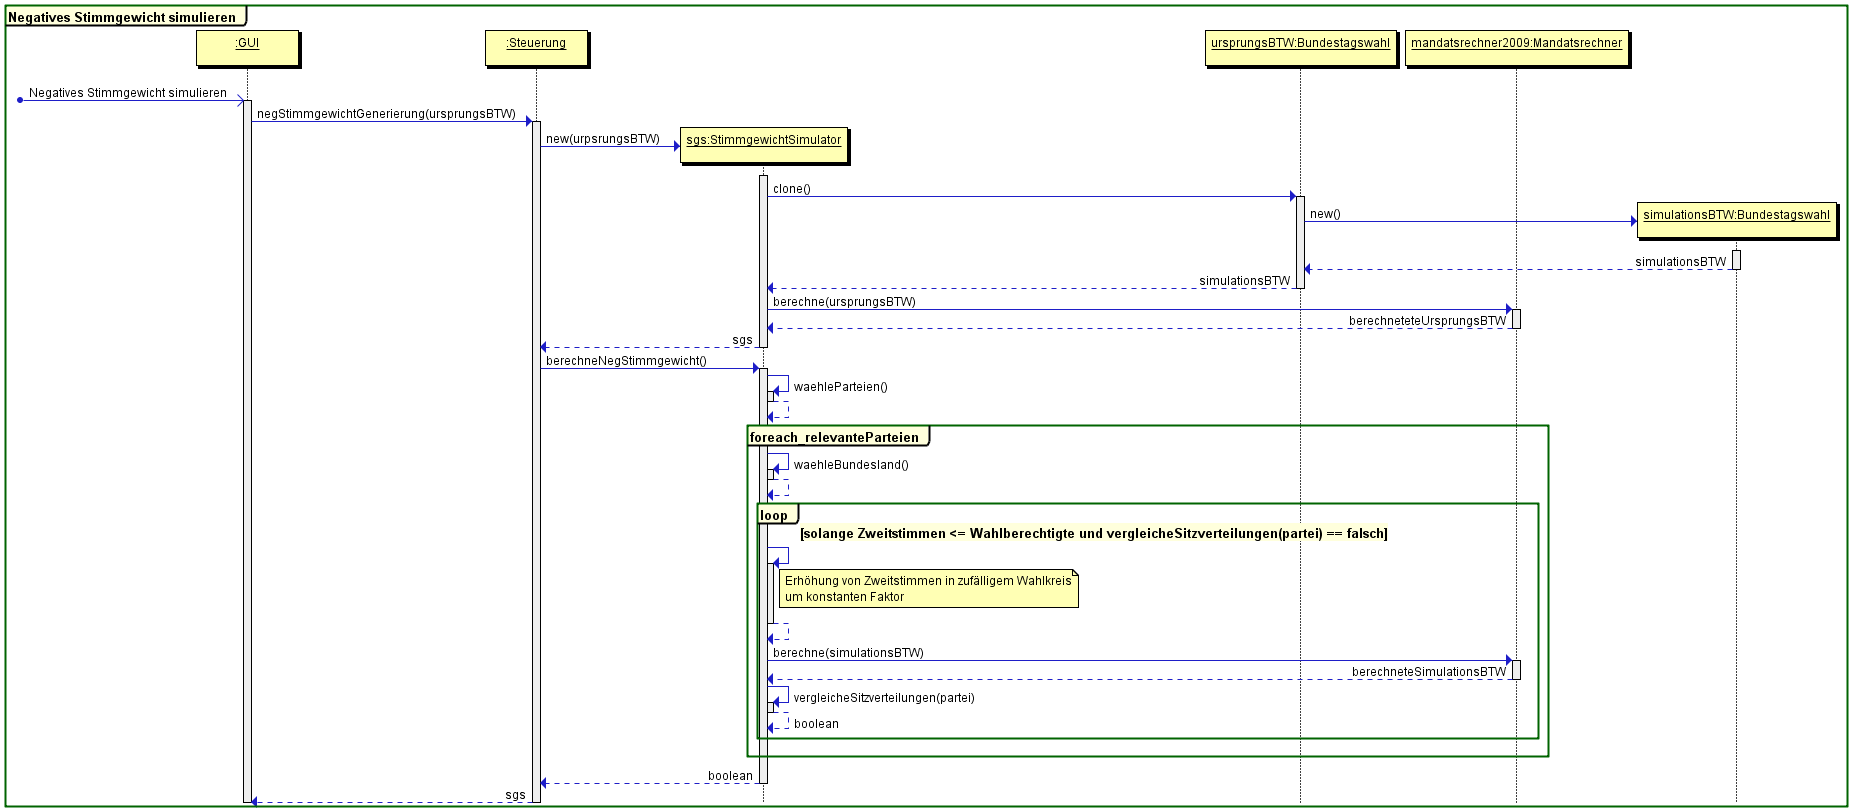 Negatives Stimmgewicht simulieren
:GUI
:Steuerung
ursprungsBTW:Bundestagswahl
mandatsrechner2009:Mandatsrechner
Negatives Stimmgewicht simulieren
negStimmgewichtGenerierung(ursprungsBTW)
new(urpsrungsBTW)
sgs:StimmgewichtSimulator
clone()
new()
simulationsBTW:Bundestagswahl
simulationsBTW
simulationsBTW
berechne(ursprungsBTW)
berechneteteUrsprungsBTW
sgs
berechneNegStimmgewicht()
waehleParteien()
foreach_relevanteParteien
waehleBundesland()
loop
[solange Zweitstimmen <= Wahlberechtigte und vergleicheSitzverteilungen(partei) == falsch]
Erhöhung von Zweitstimmen in zufälligem Wahlkreis
um konstanten Faktor
berechne(simulationsBTW)
berechneteSimulationsBTW
vergleicheSitzverteilungen(partei)
boolean
boolean
sgs